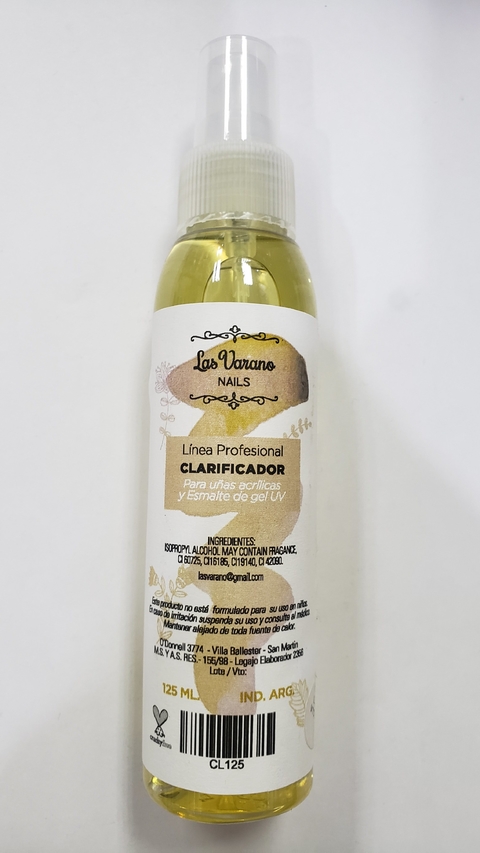 Las Varano
NAILS
Línea Profesional
CLARIFICADOR
Para uñas acrílicas
y Esmalte de gel UV
INGREDIENTES:
ISOPROPYL ALCOHOL MAY CONTAIN FRAGANCE,
CI 60725, CI16185, CI19140, CI 42090.
lasvarano@gmail.com
Este producto no está formulado para su uso en niños.
En caso de irritación suspenda su uso y consulte al médico
Mantener alejado de toda fuente de calor.
O'Donnell 3774 - Villa Ballester - San Martín
M.S. Y A.S. RES.- 155/98 - Legajo Elaborador 2358
Lote / Vto:
125 ML. IND. ARG.
crueltyfree
CL125